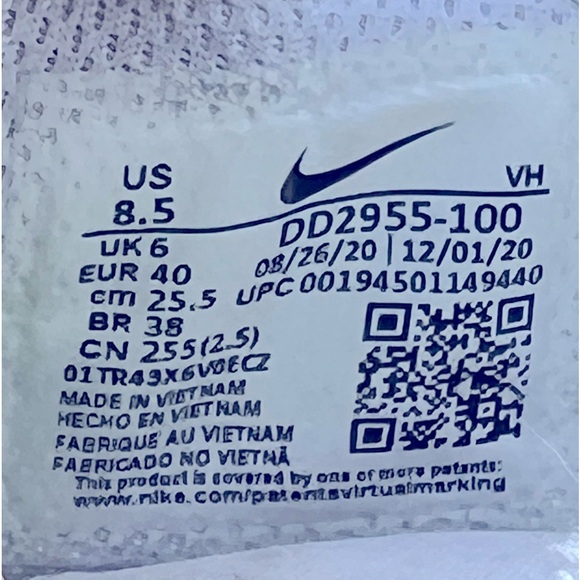 US
8.5
VH
DD2955-100
UK 6
08/26/20 | 12/01/20
EUR 40
UPC 00194501149440
cm 25.5
BR 38
CN 255(2.5)
MADE IN VIETNAM
HECHO EN VIETNAM
FABRIQUE AU VIETNAM
FABRICADO NO VIETNÃ
This product is covered by one or more patents:
www.nike.com/patentsvirtualmarking